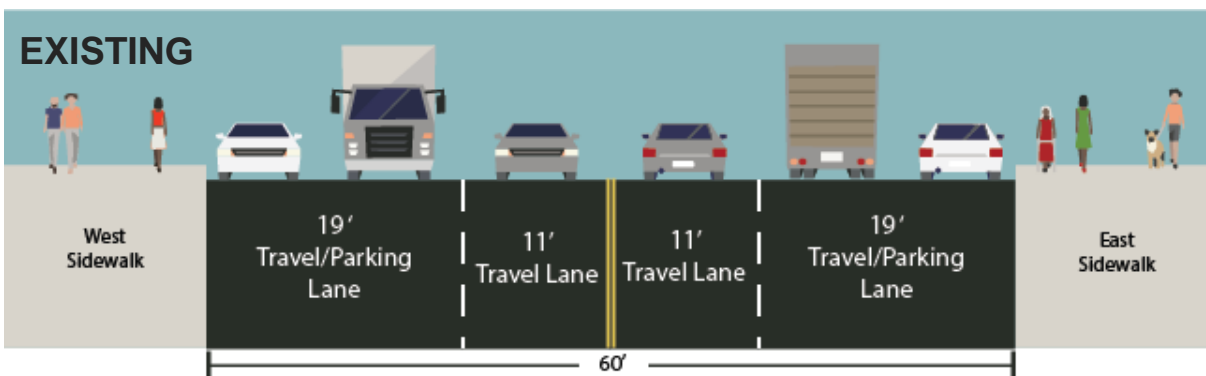 EXISTING
West
Sidewalk
19′
Travel/Parking
Lane
11′
Travel Lane
11′
Travel Lane
19′
Travel/Parking
Lane
East
Sidewalk
60′